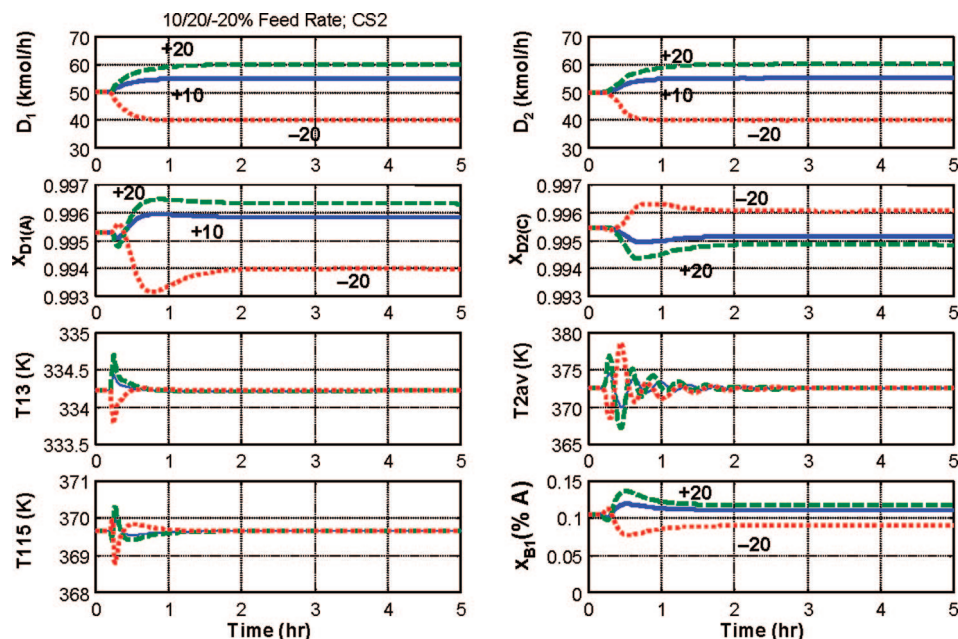 10/20/-20% Feed Rate; CS2
D1 (kmol/h)
70
60
50
40
30
+20
+10
−20
0 1 2 3 4 5
D2 (kmol/h)
70
60
50
40
30
+20
+10
−20
0 1 2 3 4 5
XD1(A)
0.997
0.996
0.995
0.994
0.993
+20
+10
−20
0 1 2 3 4 5
XD2(C)
0.997
0.996
0.995
0.994
0.993
−20
+20
0 1 2 3 4 5
T13 (K)
335
334.5
334
333.5
0 1 2 3 4 5
T2av (K)
380
375
370
365
0 1 2 3 4 5
T115 (K)
371
370
369
368
0 1 2 3 4 5
Time (hr)
XB1(% A)
0.15
0.1
0.05
0
+20
−20
0 1 2 3 4 5
Time (hr)